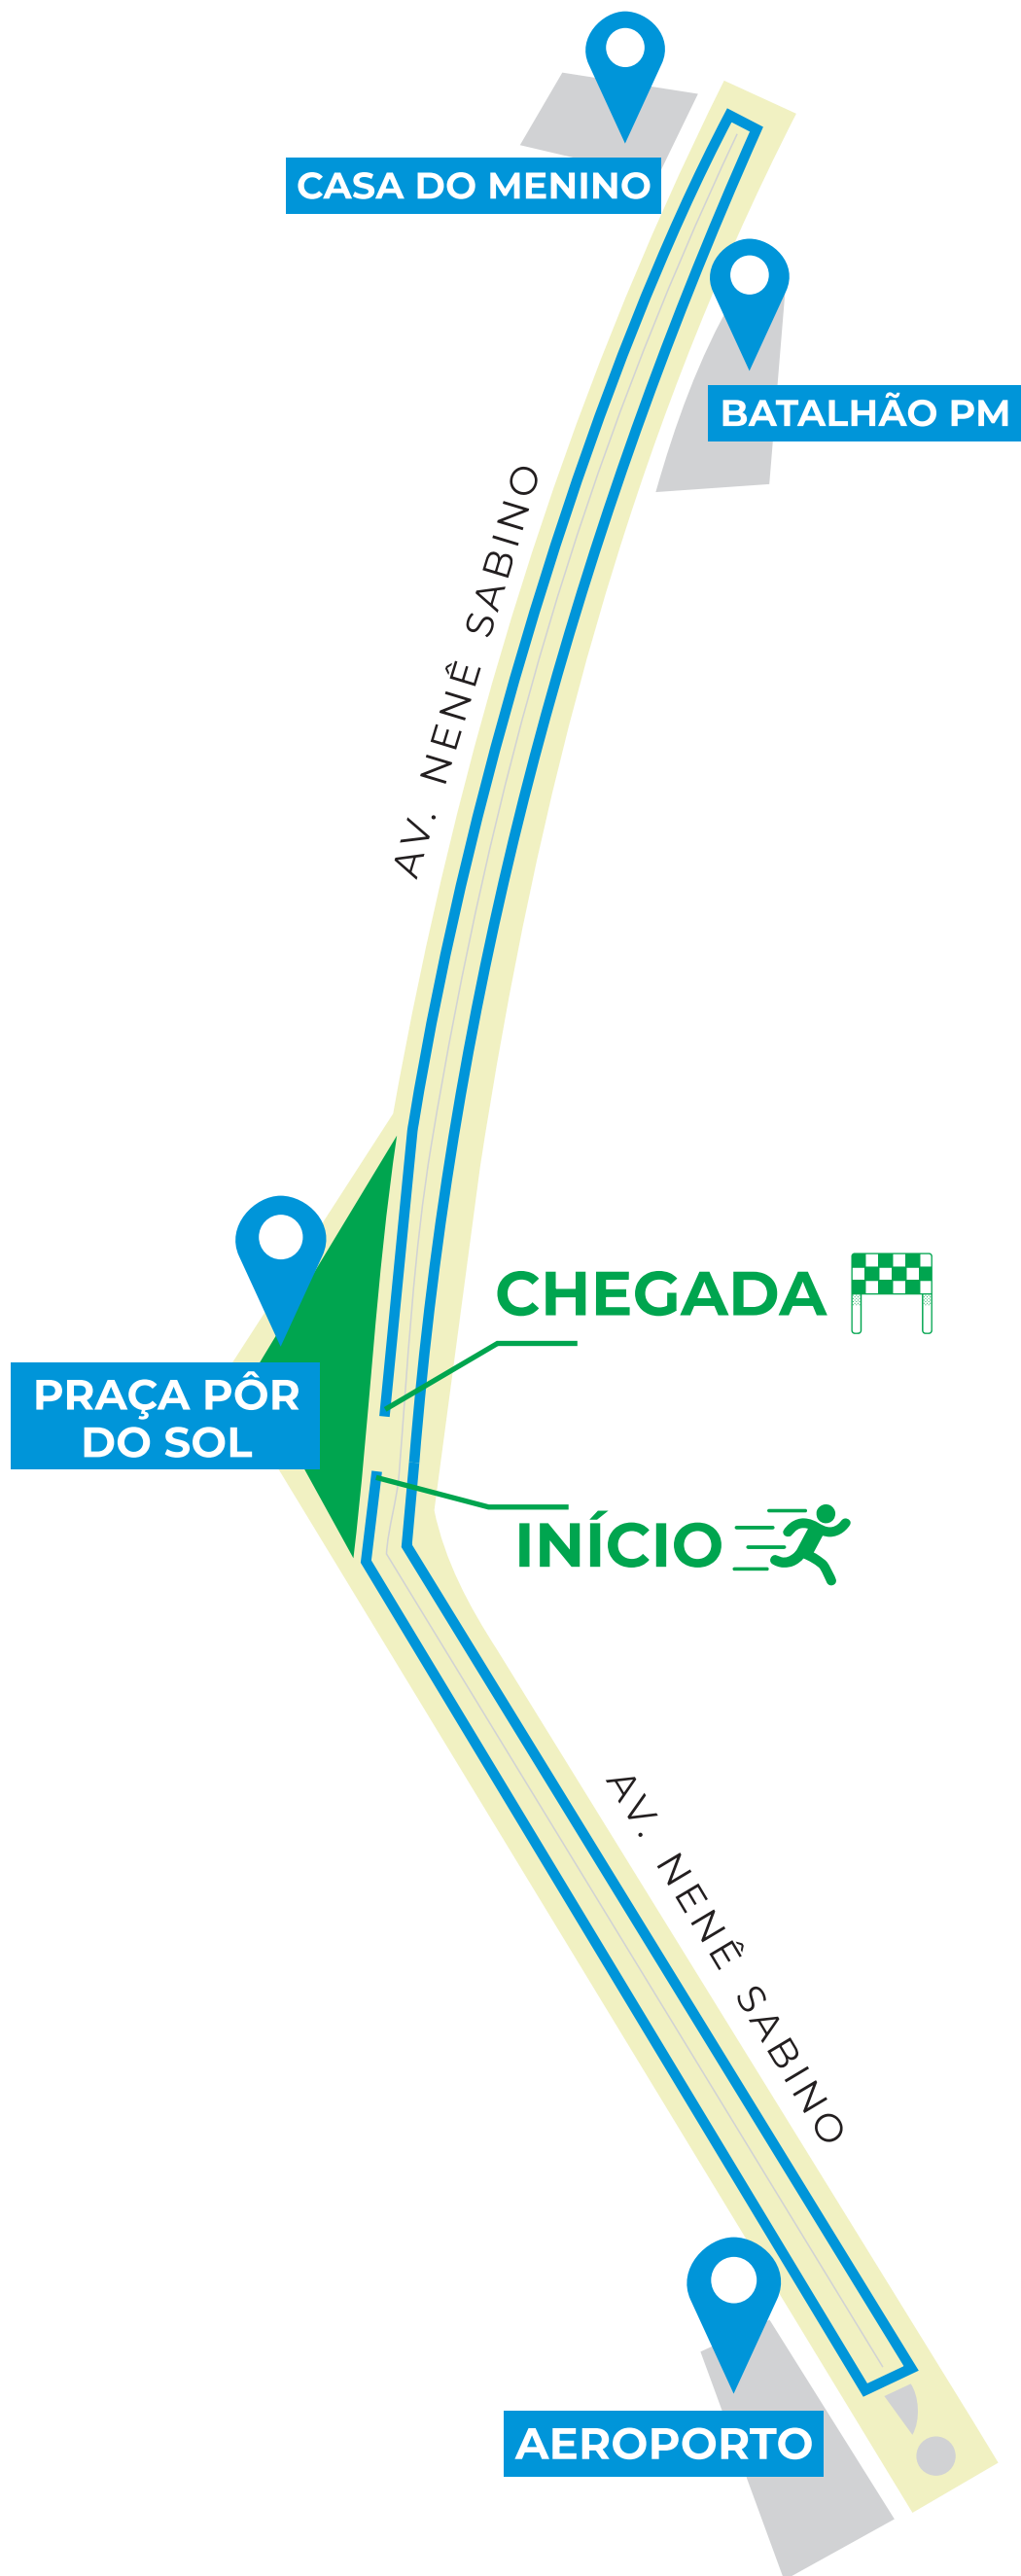 CASA DO MENINO
BATALHÃO PM
AV. NENÊ SABINO
CHEGADA
PRAÇA PÔR
DO SOL
INÍCIO
AV. NENÊ SABINO
AEROPORTO